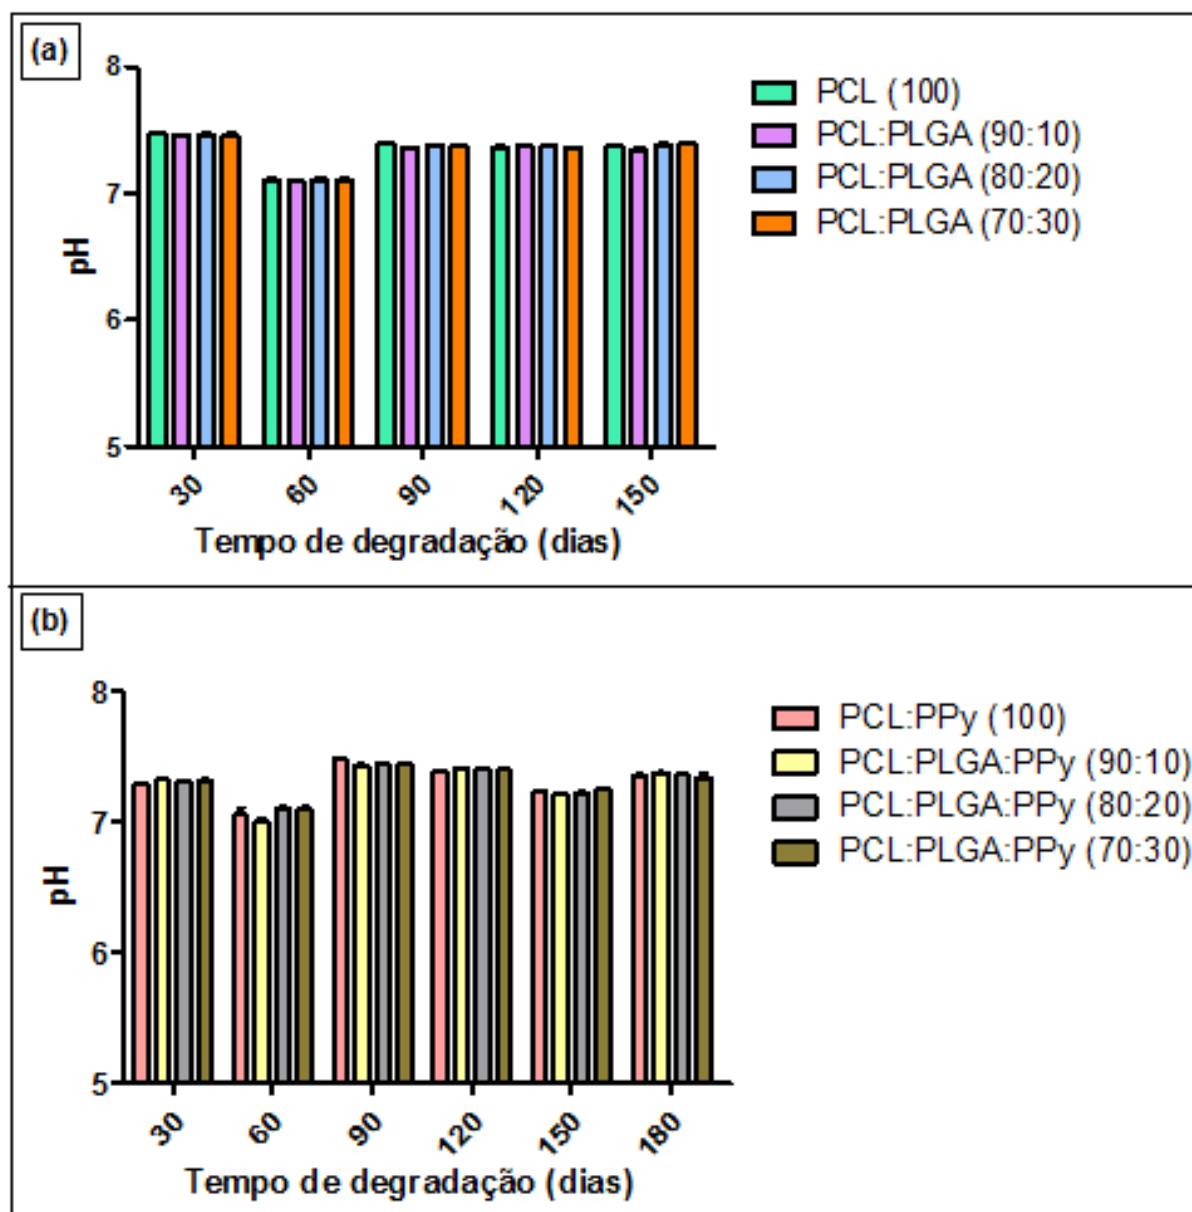 (a)
8
7
6
5
pH
30 60 90 120 150
Tempo de degradação (dias)
PCL (100)
PCL:PLGA (90:10)
PCL:PLGA (80:20)
PCL:PLGA (70:30)
(b)
8
7
6
5
pH
30 60 90 120 150 180
Tempo de degradação (dias)
PCL:PPy (100)
PCL:PLGA:PPy (90:10)
PCL:PLGA:PPy (80:20)
PCL:PLGA:PPy (70:30)